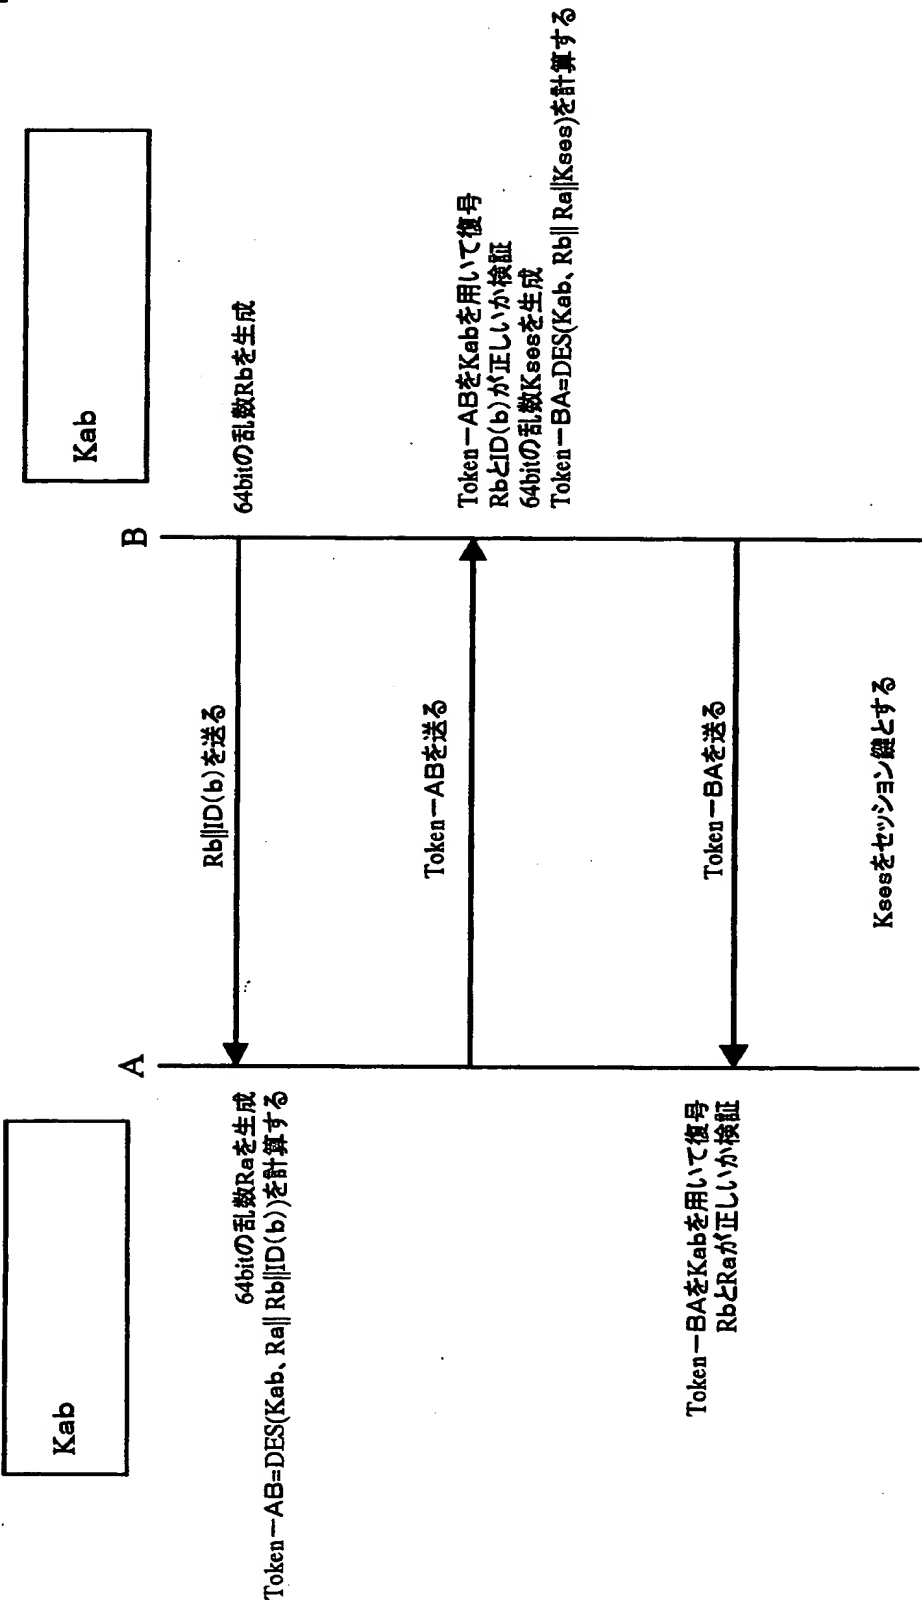 Kab
Kab
A
B
64bitの乱数Rbを生成
Rb||ID(b)を送る
64bitの乱数Raを生成
Token-AB=DES(Kab、Ra|| Rb||ID(b))を計算する
Token-ABを送る
Token-ABをKabを用いて復号
RbとID(b)が正しいか検証
64bitの乱数Ksesを生成
Token-BA=DES(Kab、Rb|| Ra||Kses)を計算する
Token-BAを送る
Token-BAをKabを用いて復号
RbとRaが正しいか検証
Ksesをセッション鍵とする